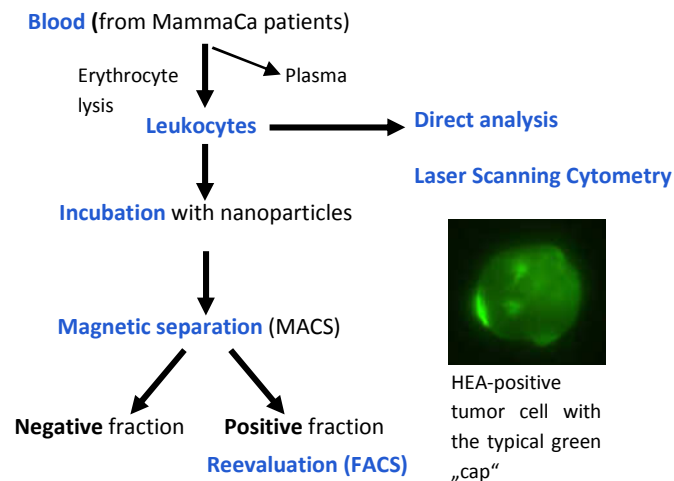 Blood (from MammaCa patients)
Erythrocyte
lysis
Plasma
Leukocytes
Direct analysis
Laser Scanning Cytometry
Incubation with nanoparticles
Magnetic separation (MACS)
Negative fraction
Positive fraction
Reevaluation (FACS)
HEA-positive
tumor cell with
the typical green
„cap“